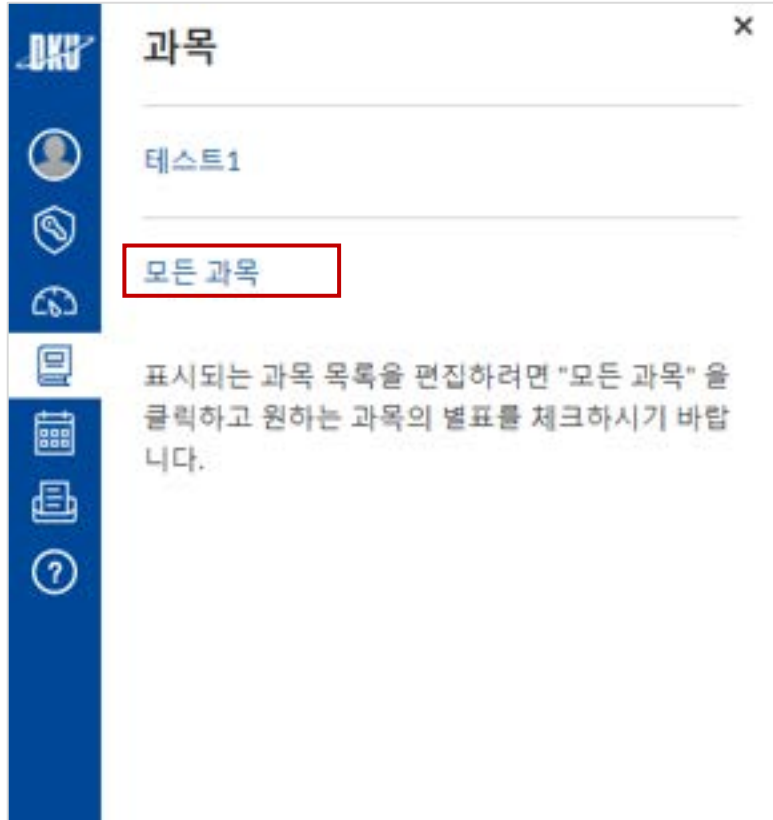 DKU
과목
×
테스트1
모든 과목
표시되는 과목 목록을 편집하려면 "모든 과목" 을
클릭하고 원하는 과목의 별표를 체크하시기 바랍
니다.
?